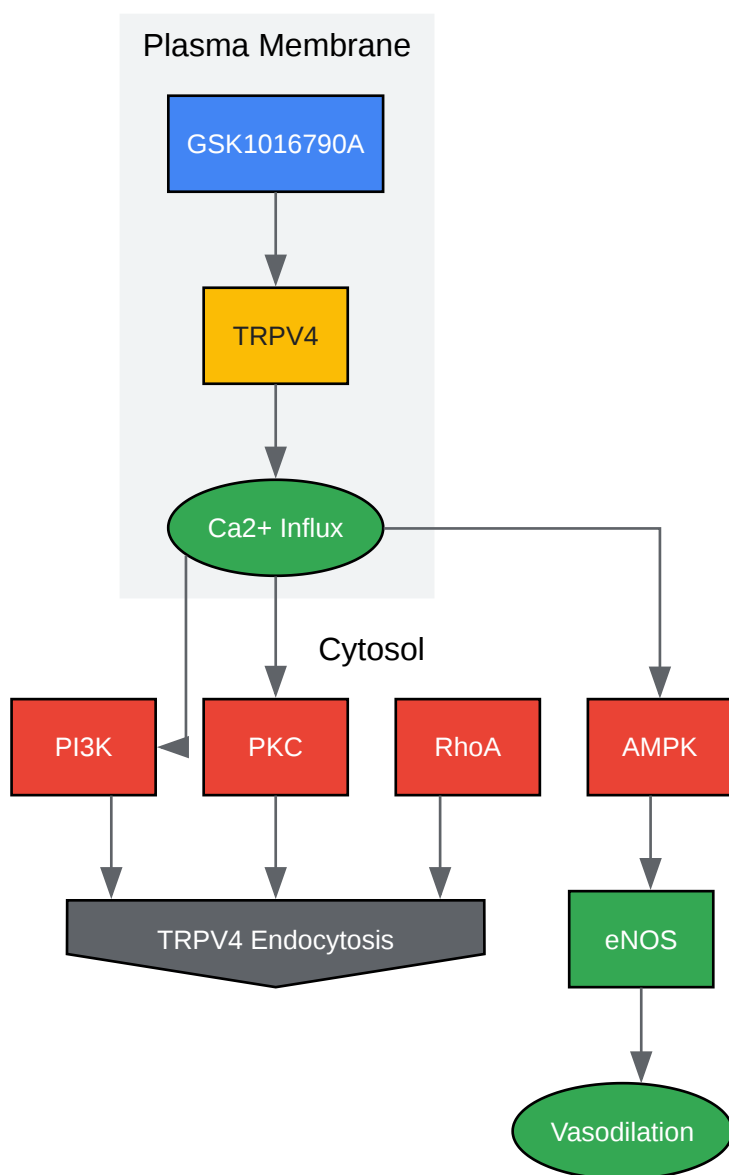 Plasma Membrane
GSK1016790A
TRPV4
Ca2+ Influx
Cytosol
PI3K
PKC
RhoA
AMPK
TRPV4 Endocytosis
eNOS
Vasodilation